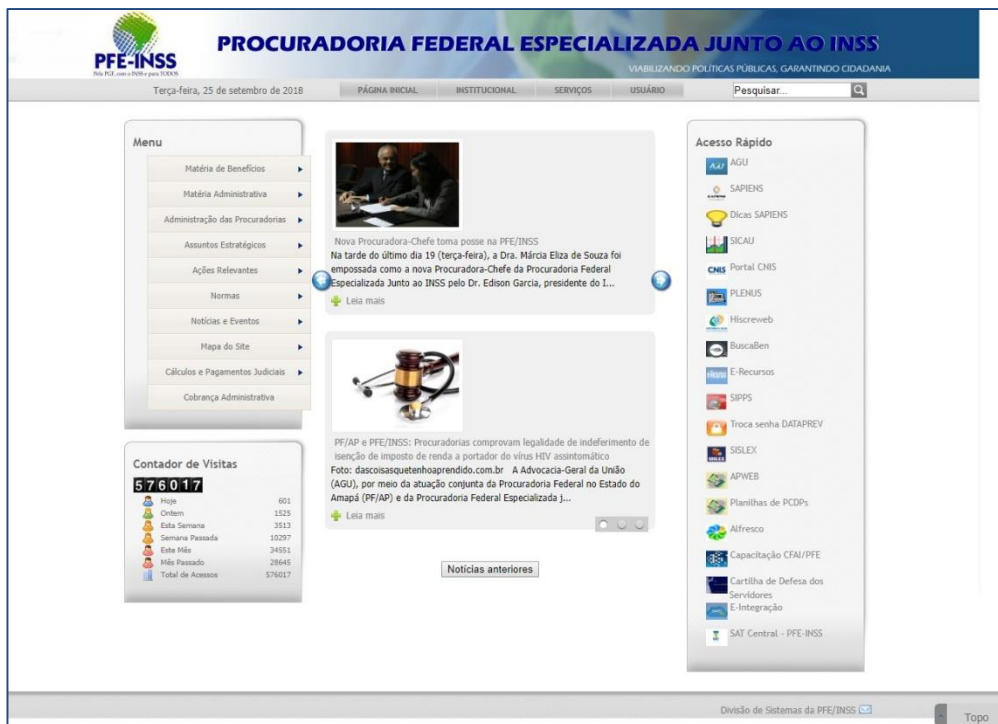 PFE-INSS
Pela PGF, com o INSS e para TODOS
PROCURADORIA FEDERAL ESPECIALIZADA JUNTO AO INSS
VIABILIZANDO POLÍTICAS PÚBLICAS, GARANTINDO CIDADANIA
Terça-feira, 25 de setembro de 2018
PÁGINA INICIAL
INSTITUCIONAL
SERVIÇOS
USUÁRIO
Pesquisar...
Menu
Matéria de Benefícios
Matéria Administrativa
Administração das Procuradorias
Assuntos Estratégicos
Ações Relevantes
Normas
Notícias e Eventos
Mapa do Site
Cálculos e Pagamentos Judiciais
Cobrança Administrativa
Contador de Visitas
576017
Hoje 601
Ontem 1525
Esta Semana 3513
Semana Passada 10297
Este Mês 34551
Mês Passado 28645
Total de Acessos 576017
Nova Procuradora-Chefe toma posse na PFE/INSS
Na tarde do último dia 19 (terça-feira), a Dra. Márcia Eliza de Souza foi
empossada como a nova Procuradora-Chefe da Procuradoria Federal
Especializada Junto ao INSS pelo Dr. Edison Garcia, presidente do I...
Leia mais
PF/AP e PFE/INSS: Procuradorias comprovam legalidade de indeferimento de
isenção de imposto de renda a portador do vírus HIV assintomático
Foto: dascoisasquetenhoaprendido.com.br A Advocacia-Geral da União
(AGU), por meio da atuação conjunta da Procuradoria Federal no Estado do
Amapá (PF/AP) e da Procuradoria Federal Especializada j...
Leia mais
Notícias anteriores
Acesso Rápido
AGU
SAPIENS
Dicas SAPIENS
SICAU
CNIS Portal CNIS
PLENUS
Hiscreweb
BuscaBen
E-Recursos
SIPPS
Troca senha DATAPREV
SISLEX
APWEB
Planilhas de PCDPs
Alfresco
Capacitação CFAI/PFE
Cartilha de Defesa dos
Servidores
E-Integração
SAT Central - PFE-INSS
Divisão de Sistemas da PFE/INSS
Topo